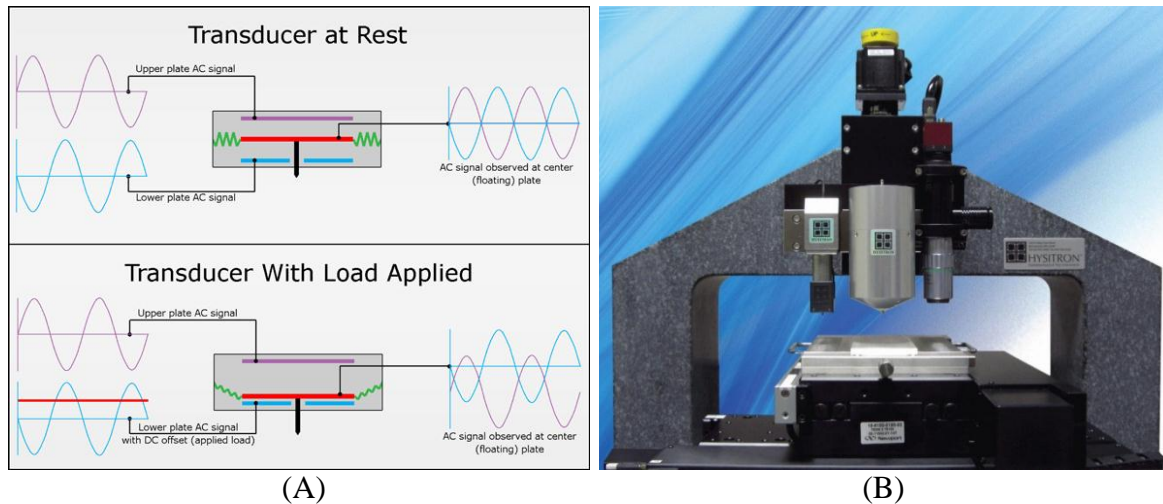 Transducer at Rest
Upper plate AC signal
Lower plate AC signal
AC signal observed at center
(floating) plate
Transducer With Load Applied
Upper plate AC signal
Lower plate AC signal
with DC offset (applied load)
AC signal observed at center
(floating) plate
UP
HYSITRON
HYSITRON
HYSITRON
Newport
(A)
(B)